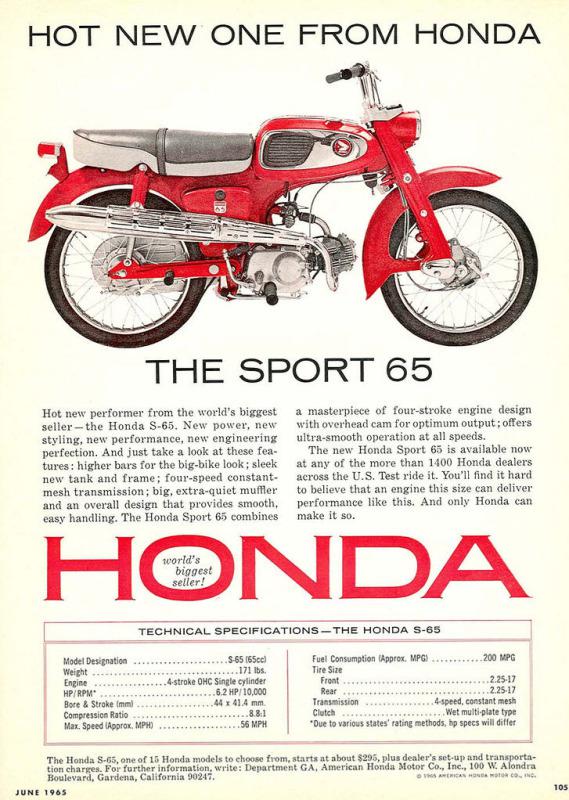 HOT NEW ONE FROM HONDA
THE SPORT 65
Hot new performer from the world's biggest
seller — the Honda S-65. New power, new
styling, new performance, new engineering
perfection. And just take a look at these fea-
tures: higher bars for the big-bike look; sleek
new tank and frame; four-speed constant-
mesh transmission; big, extra-quiet muffler
and an overall design that provides smooth,
easy handling. The Honda Sport 65 combines
a masterpiece of four-stroke engine design
with overhead cam for optimum output; offers
ultra-smooth operation at all speeds.
The new Honda Sport 65 is available now
at any of the more than 1400 Honda dealers
across the U.S. Test ride it. You'll find it hard
to believe that an engine this size can deliver
performance like this. And only Honda can
make it so.
HONDA
world's
biggest
seller!
TECHNICAL SPECIFICATIONS — THE HONDA S-65
Model Designation ........................ S-65 (65cc)
Weight ........................ 171 lbs.
Engine ........................ 4-stroke OHC Single cylinder
HP/RPM* ........................ 6.2 HP/10,000
Bore & Stroke (mm) ........................ 44 x 41.4 mm.
Compression Ratio ........................ 8.8:1
Max. Speed (Approx. MPH) ........................ 56 MPH
Fuel Consumption (Approx. MPG) ............ 200 MPG
Tire Size
Front ........................ 2.25-17
Rear ........................ 2.25-17
Transmission ............ 4-speed, constant mesh
Clutch ............ Wet multi-plate type
*Due to various states' rating methods, hp specs will differ
The Honda S-65, one of 15 Honda models to choose from, starts at about $295, plus dealer's set-up and transporta-
tion charges. For further information, write: Department GA, American Honda Motor Co., Inc., 100 W. Alondra
Boulevard, Gardena, California 90247.
© 1965 AMERICAN HONDA MOTOR CO., INC.
JUNE 1965
105